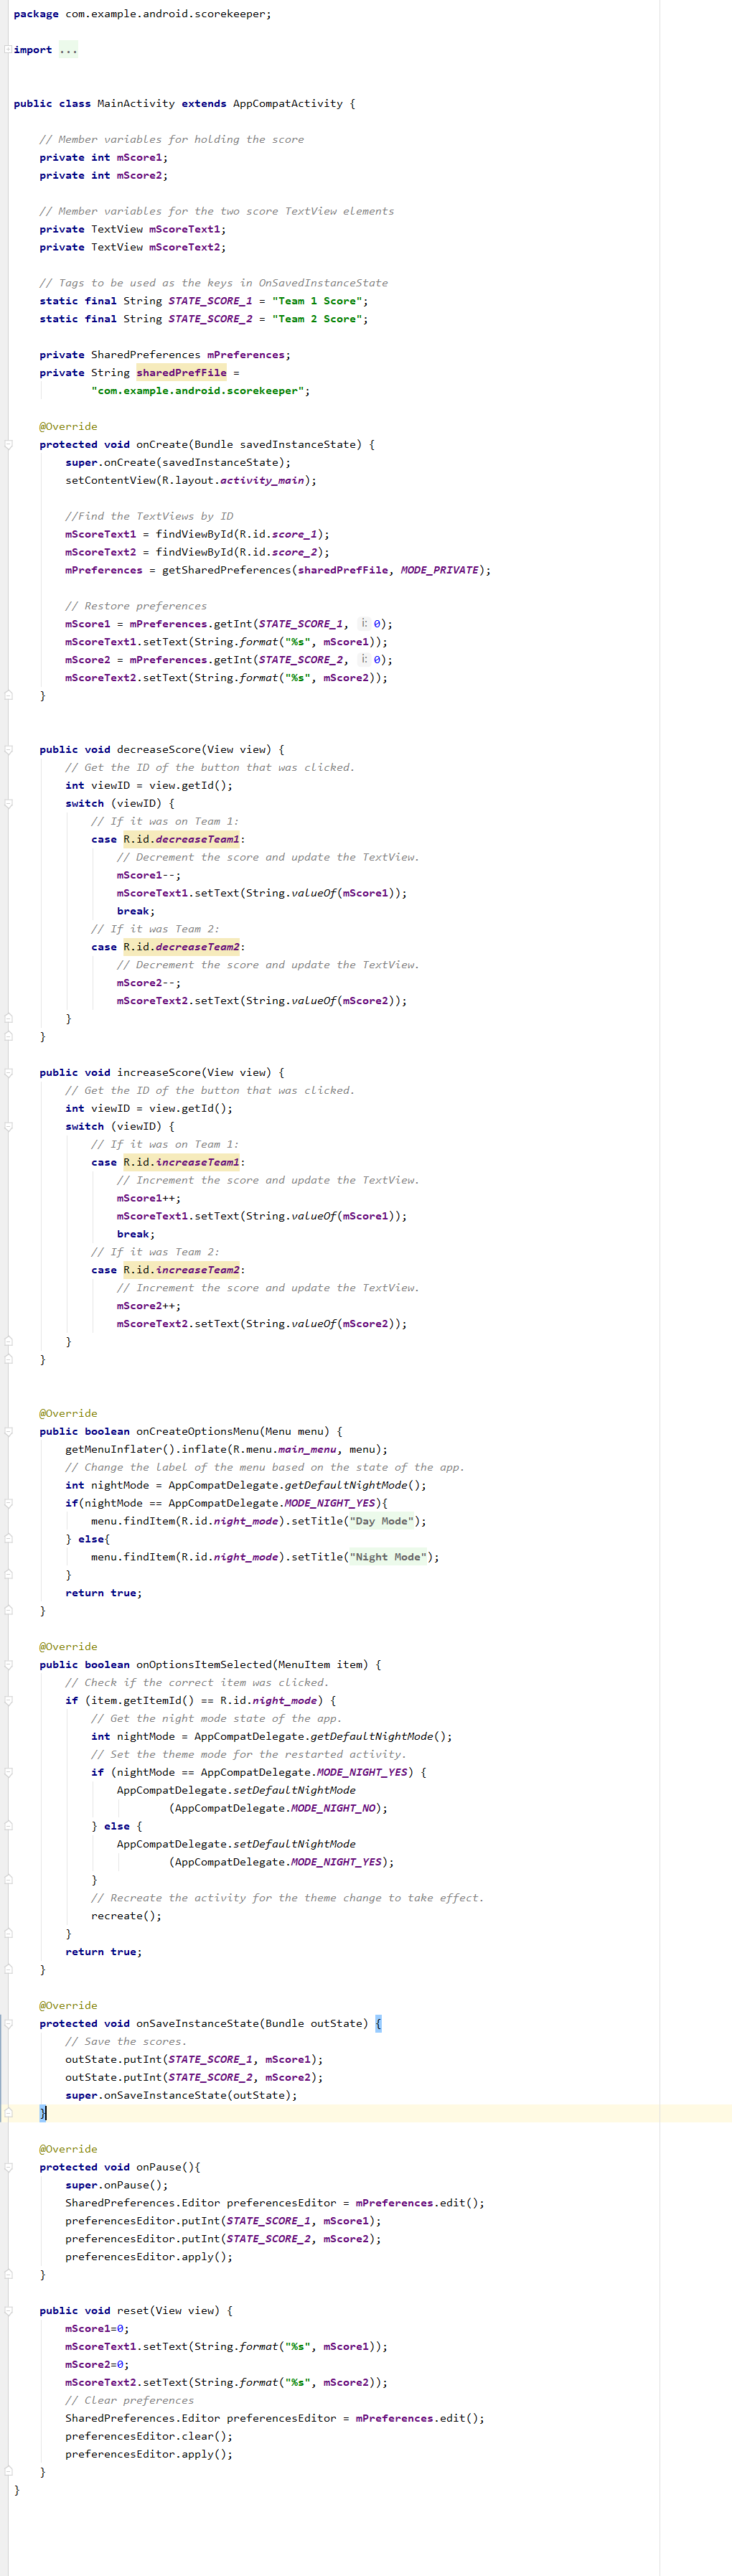 package com.example.android.scorekeeper;
import ...
public class MainActivity extends AppCompatActivity {
// Member variables for holding the score
private int mScore1;
private int mScore2;
// Member variables for the two score TextView elements
private TextView mScoreText1;
private TextView mScoreText2;
// Tags to be used as the keys in OnSavedInstanceState
static final String STATE_SCORE_1 = "Team 1 Score";
static final String STATE_SCORE_2 = "Team 2 Score";
private SharedPreferences mPreferences;
private String sharedPrefFile =
"com.example.android.scorekeeper";
@Override
protected void onCreate(Bundle savedInstanceState) {
super.onCreate(savedInstanceState);
setContentView(R.layout.activity_main);
//Find the TextViews by ID
mScoreText1 = findViewById(R.id.score_1);
mScoreText2 = findViewById(R.id.score_2);
mPreferences = getSharedPreferences(sharedPrefFile, MODE_PRIVATE);
// Restore preferences
mScore1 = mPreferences.getInt(STATE_SCORE_1, i: 0);
mScoreText1.setText(String.format("%s", mScore1));
mScore2 = mPreferences.getInt(STATE_SCORE_2, i: 0);
mScoreText2.setText(String.format("%s", mScore2));
}
public void decreaseScore(View view) {
// Get the ID of the button that was clicked.
int viewID = view.getId();
switch (viewID) {
// If it was on Team 1:
case R.id.decreaseTeam1:
// Decrement the score and update the TextView.
mScore1--;
mScoreText1.setText(String.valueOf(mScore1));
break;
// If it was Team 2:
case R.id.decreaseTeam2:
// Decrement the score and update the TextView.
mScore2--;
mScoreText2.setText(String.valueOf(mScore2));
}
}
public void increaseScore(View view) {
// Get the ID of the button that was clicked.
int viewID = view.getId();
switch (viewID) {
// If it was on Team 1:
case R.id.increaseTeam1:
// Increment the score and update the TextView.
mScore1++;
mScoreText1.setText(String.valueOf(mScore1));
break;
// If it was Team 2:
case R.id.increaseTeam2:
// Increment the score and update the TextView.
mScore2++;
mScoreText2.setText(String.valueOf(mScore2));
}
}
@Override
public boolean onCreateOptionsMenu(Menu menu) {
getMenuInflater().inflate(R.menu.main_menu, menu);
// Change the label of the menu based on the state of the app.
int nightMode = AppCompatDelegate.getDefaultNightMode();
if(nightMode == AppCompatDelegate.MODE_NIGHT_YES){
menu.findItem(R.id.night_mode).setTitle("Day Mode");
} else{
menu.findItem(R.id.night_mode).setTitle("Night Mode");
}
return true;
}
@Override
public boolean onOptionsItemSelected(MenuItem item) {
// Check if the correct item was clicked.
if (item.getItemId() == R.id.night_mode) {
// Get the night mode state of the app.
int nightMode = AppCompatDelegate.getDefaultNightMode();
// Set the theme mode for the restarted activity.
if (nightMode == AppCompatDelegate.MODE_NIGHT_YES) {
AppCompatDelegate.setDefaultNightMode
(AppCompatDelegate.MODE_NIGHT_NO);
} else {
AppCompatDelegate.setDefaultNightMode
(AppCompatDelegate.MODE_NIGHT_YES);
}
// Recreate the activity for the theme change to take effect.
recreate();
}
return true;
}
@Override
protected void onSaveInstanceState(Bundle outState) {
// Save the scores.
outState.putInt(STATE_SCORE_1, mScore1);
outState.putInt(STATE_SCORE_2, mScore2);
super.onSaveInstanceState(outState);
}
@Override
protected void onPause(){
super.onPause();
SharedPreferences.Editor preferencesEditor = mPreferences.edit();
preferencesEditor.putInt(STATE_SCORE_1, mScore1);
preferencesEditor.putInt(STATE_SCORE_2, mScore2);
preferencesEditor.apply();
}
public void reset(View view) {
mScore1=0;
mScoreText1.setText(String.format("%s", mScore1));
mScore2=0;
mScoreText2.setText(String.format("%s", mScore2));
// Clear preferences
SharedPreferences.Editor preferencesEditor = mPreferences.edit();
preferencesEditor.clear();
preferencesEditor.apply();
}
}